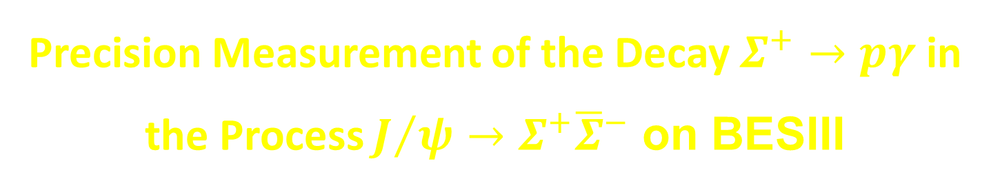 Precision Measurement of the Decay Σ⁺ → pγ in
the Process J/ψ → Σ⁺Σ̅⁻ on BESIII